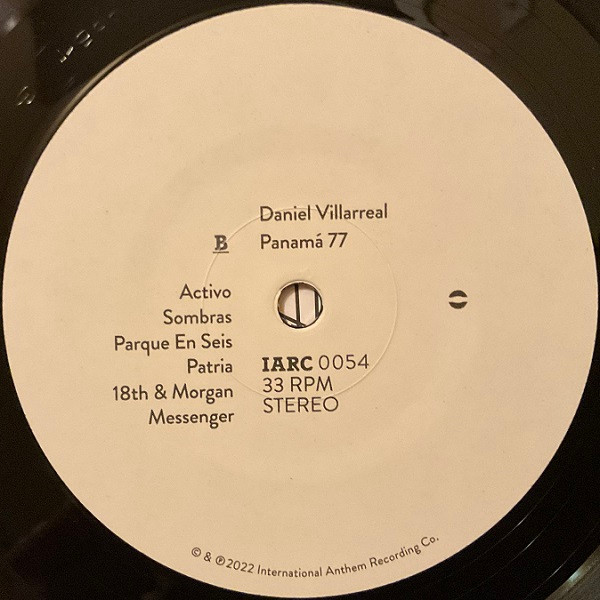 Daniel Villarreal
B
Panamá 77
Activo
Sombras
Parque En Seis
Patria
18th & Morgan
Messenger
IARC 0054
33 RPM
STEREO
© & ℗ 2022 International Anthem Recording Co.